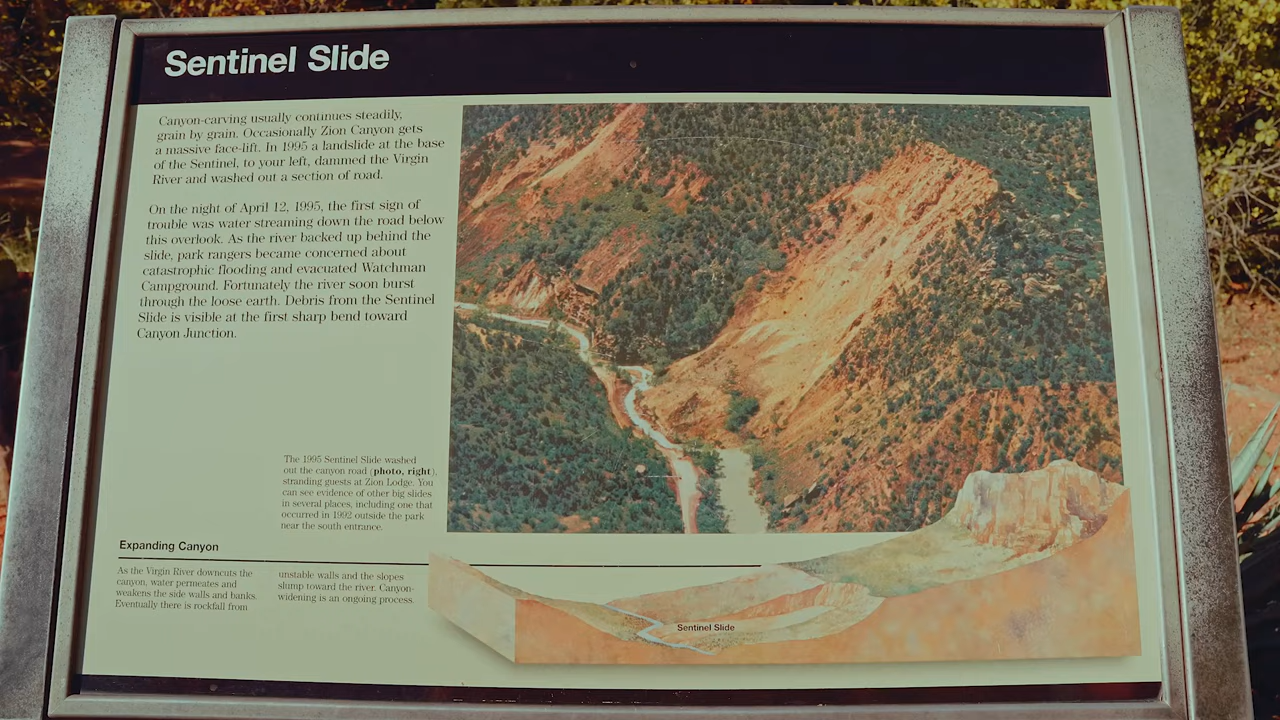 Sentinel Slide
Canyon-carving usually continues steadily,
grain by grain. Occasionally Zion Canyon gets
a massive face-lift. In 1995 a landslide at the base
of the Sentinel, to your left, dammed the Virgin
River and washed out a section of road.
On the night of April 12, 1995, the first sign of
trouble was water streaming down the road below
this overlook. As the river backed up behind the
slide, park rangers became concerned about
catastrophic flooding and evacuated Watchman
Campground. Fortunately the river soon burst
through the loose earth. Debris from the Sentinel
Slide is visible at the first sharp bend toward
Canyon Junction.
The 1995 Sentinel Slide washed
out the canyon road (photo, right),
stranding guests at Zion Lodge. You
can see evidence of other big slides
in several places, including one that
occurred in 1992 outside the park
near the south entrance.
Expanding Canyon
As the Virgin River downcuts the
canyon, water permeates and
weakens the side walls and banks.
Eventually there is rockfall from
unstable walls and the slopes
slump toward the river. Canyon-
widening is an ongoing process.
Sentinel Slide